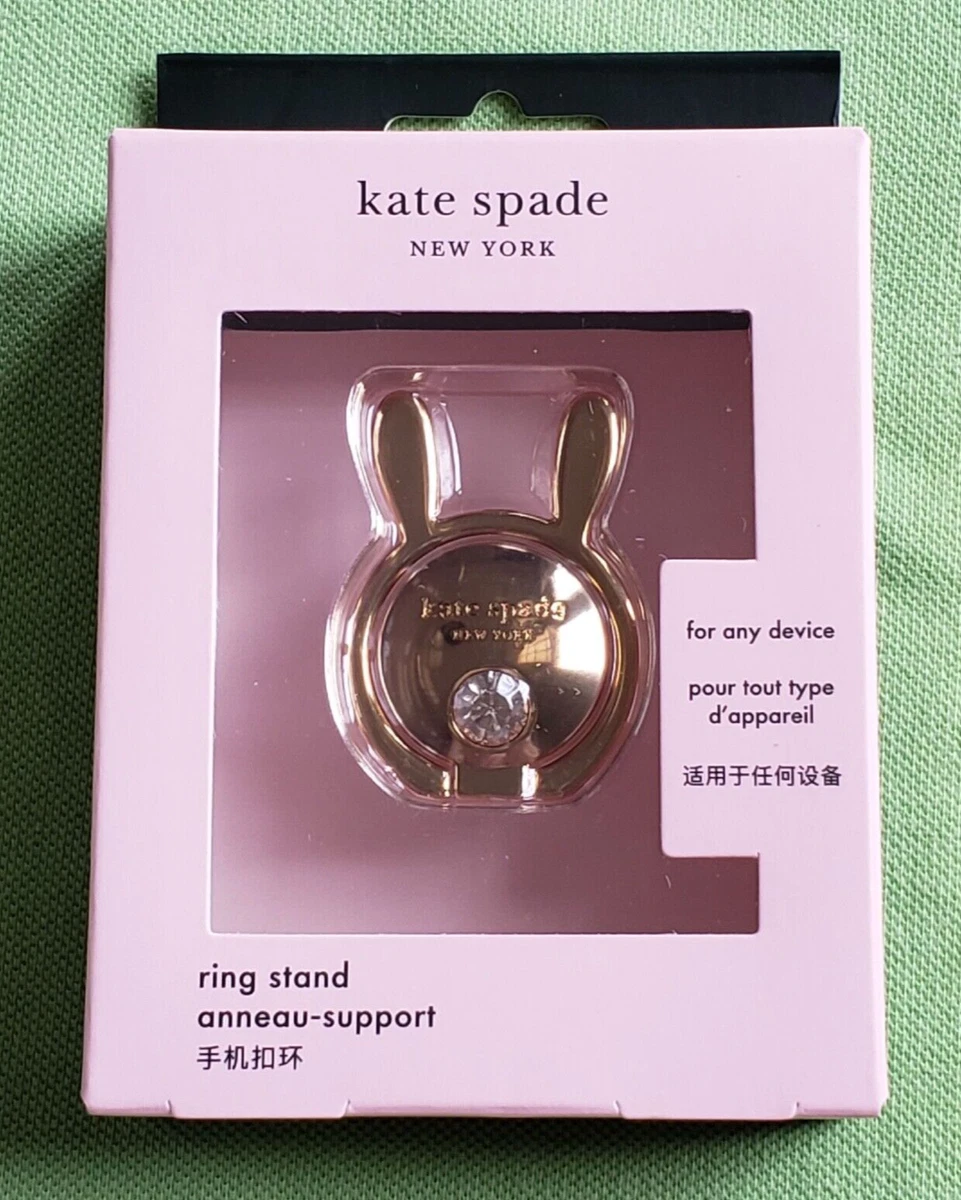 kate spade
NEW YORK
kate spade
NEW YORK
for any device
pour tout type
d'appareil
适用于任何设备
ring stand
anneau-support
手机扣环